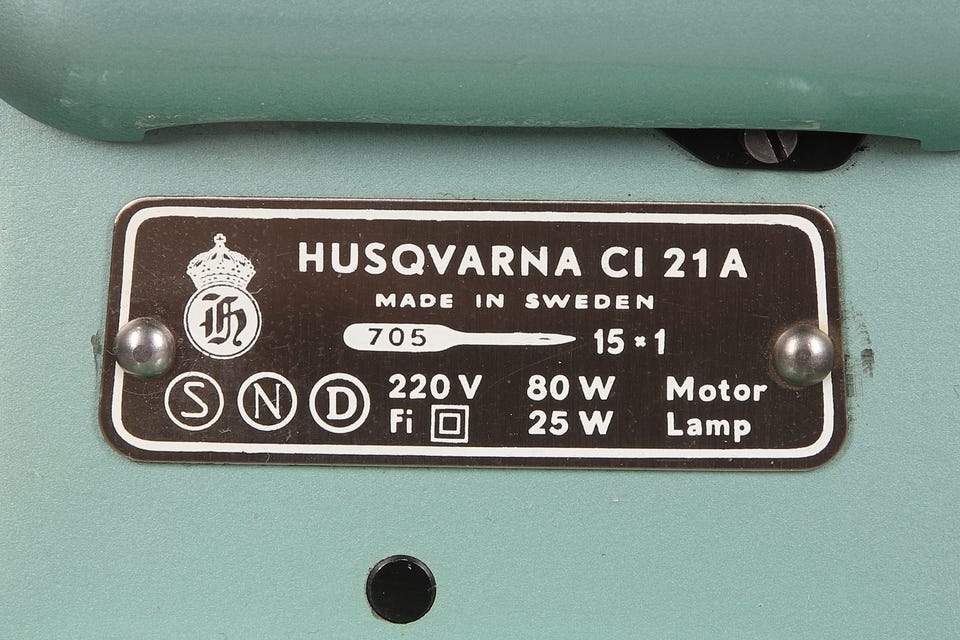 HUSQVARNA CI 21A
MADE IN SWEDEN
705 15 × 1
H
S N D 220 V 80 W Motor
Fi 25 W Lamp